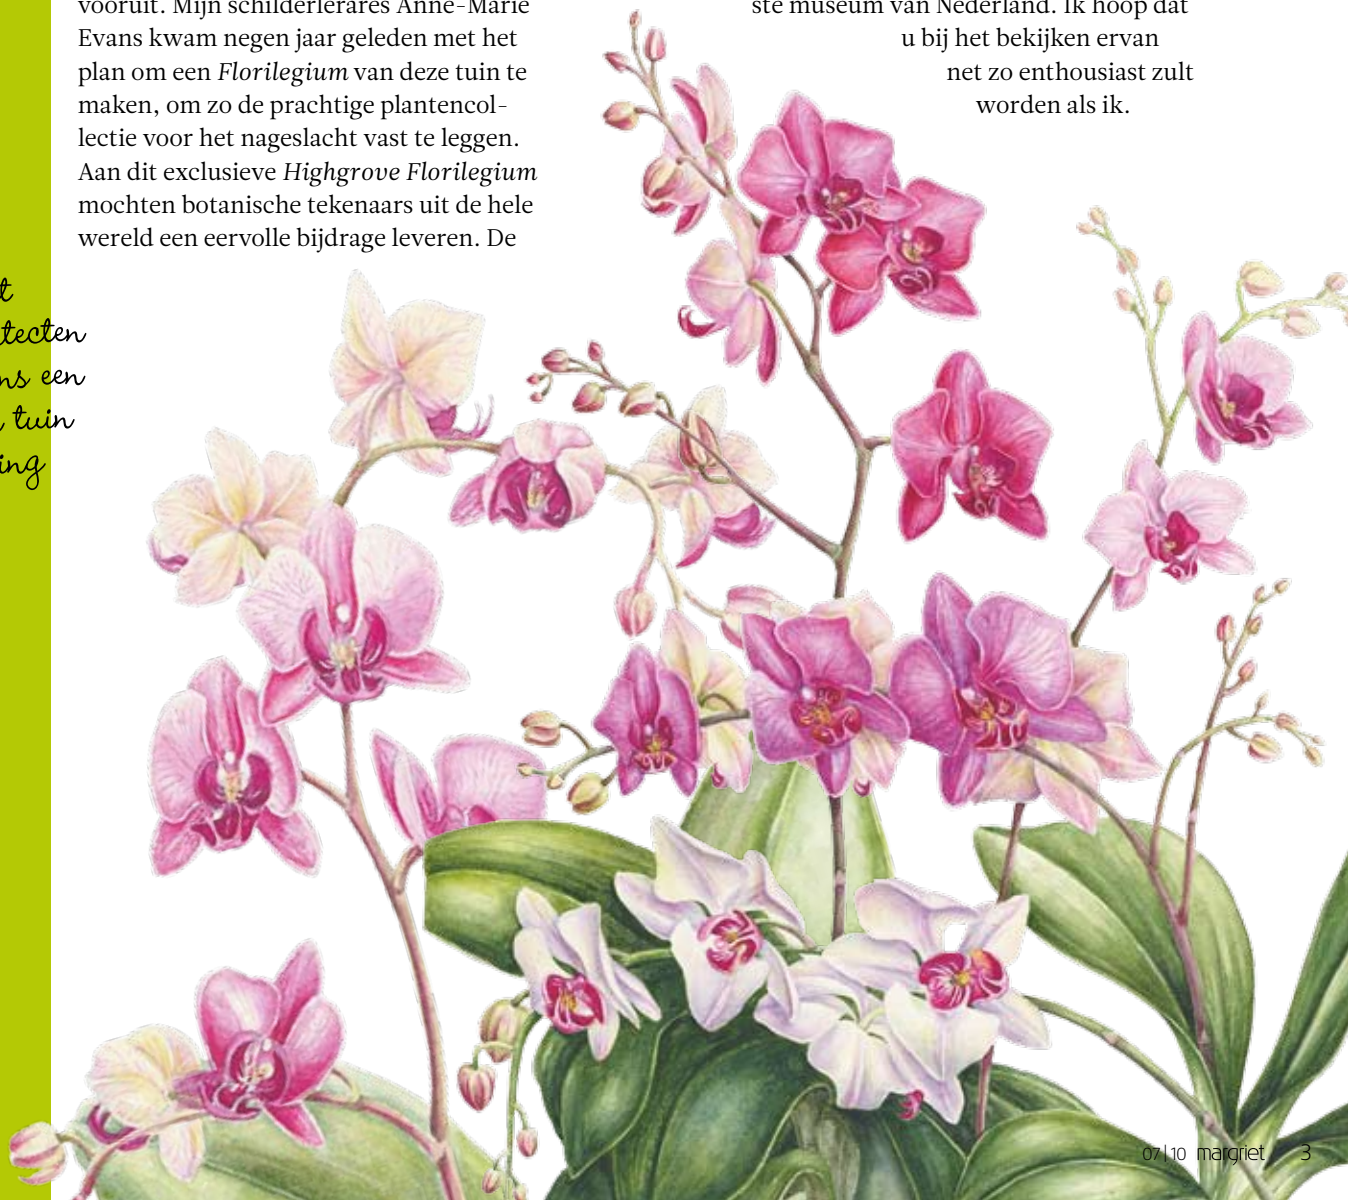 vooruit. Mijn schilderlerares Anne-Marie
Evans kwam negen jaar geleden met het
plan om een Florilegium van deze tuin te
maken, om zo de prachtige plantencol-
lectie voor het nageslacht vast te leggen.
Aan dit exclusieve Highgrove Florilegium
mochten botanische tekenaars uit de hele
wereld een eervolle bijdrage leveren. De
ste museum van Nederland. Ik hoop dat
u bij het bekijken ervan
net zo enthousiast zult
worden als ik.
t
tecten
ns een
tuin
ing
07|10 margriet 3